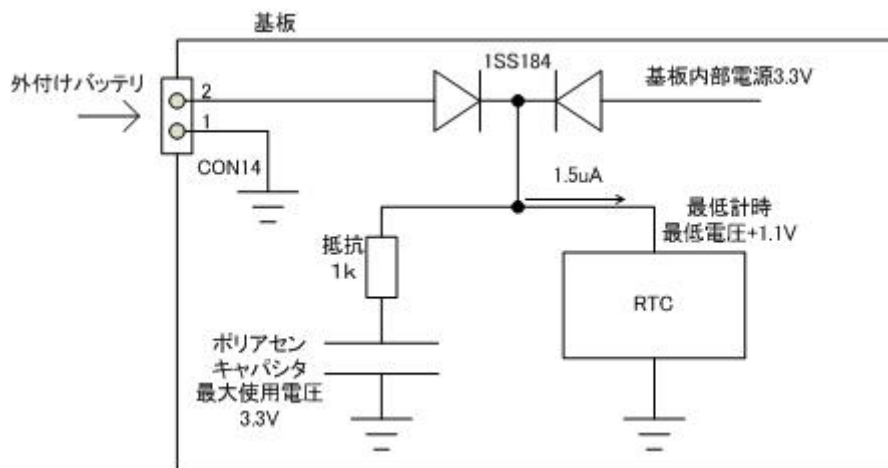 基板
1SS184
外付けバッテリ
基板内部電源3.3V
2
1
CON14
1.5uA
最低計時
最低電圧+1.1V
抵抗
1k
RTC
ポリアセン
キャパシタ
最大使用電圧
3.3V